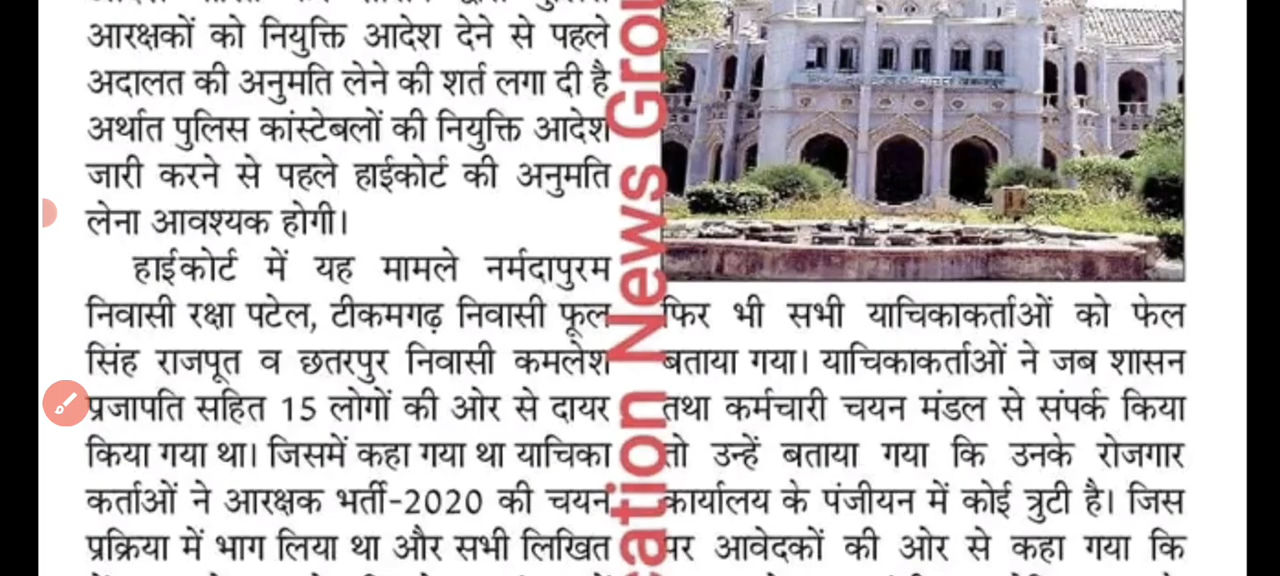 आरक्षकों को नियुक्ति आदेश देने से पहले
अदालत की अनुमति लेने की शर्त लगा दी है
अर्थात पुलिस कांस्टेबलों की नियुक्ति आदेश
जारी करने से पहले हाईकोर्ट की अनुमति
लेना आवश्यक होगी।
हाईकोर्ट में यह मामले नर्मदापुरम
निवासी रक्षा पटेल, टीकमगढ़ निवासी फूल
सिंह राजपूत व छतरपुर निवासी कमलेश
प्रजापति सहित 15 लोगों की ओर से दायर
किया गया था। जिसमें कहा गया था याचिका
कर्ताओं ने आरक्षक भर्ती-2020 की चयन
प्रक्रिया में भाग लिया था और सभी लिखित
फिर भी सभी याचिकाकर्ताओं को फेल
बताया गया। याचिकाकर्ताओं ने जब शासन
तथा कर्मचारी चयन मंडल से संपर्क किया
तो उन्हें बताया गया कि उनके रोजगार
कार्यालय के पंजीयन में कोई त्रुटी है। जिस
पर आवेदकों की ओर से कहा गया कि
News